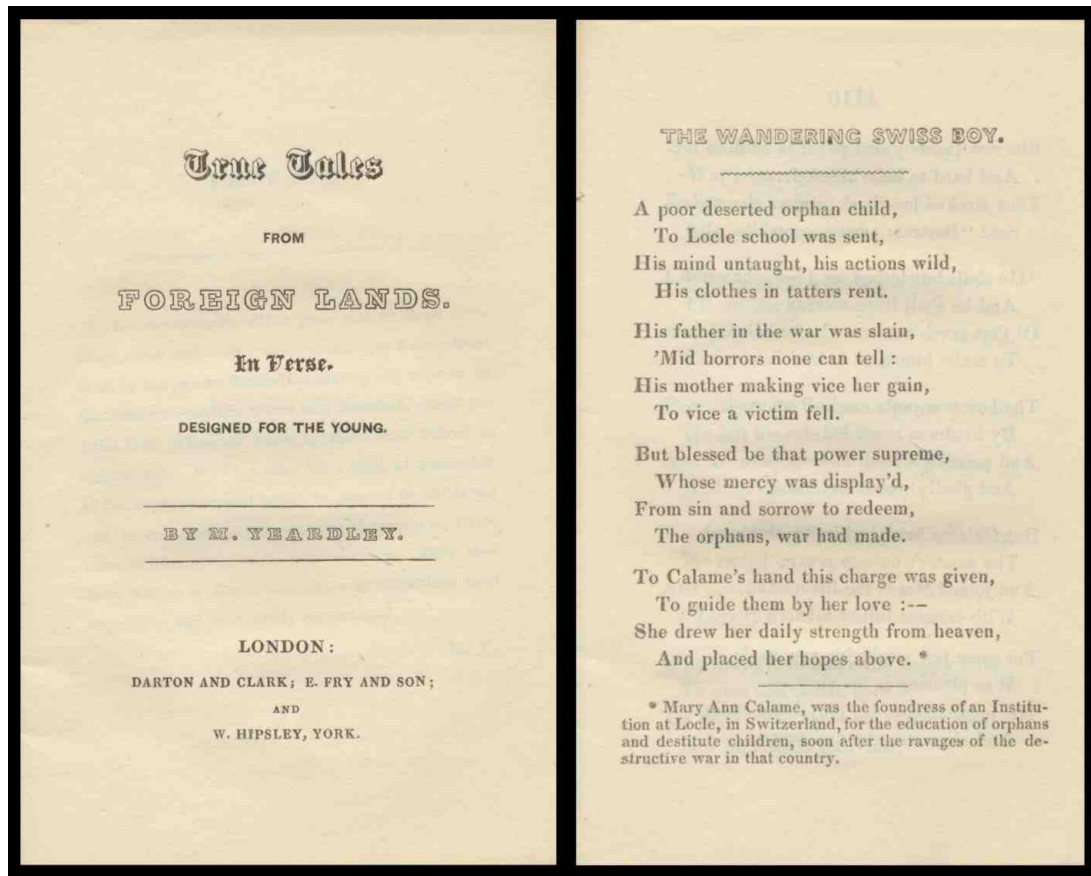 True Tales
FROM
FOREIGN LANDS.
In Verse.
DESIGNED FOR THE YOUNG.
BY M. YEARDLEY.
LONDON:
DARTON AND CLARK; E. FRY AND SON;
AND
W. HIPSLEY, YORK.
THE WANDERING SWISS BOY.
A poor deserted orphan child,
To Locle school was sent,
His mind untaught, his actions wild,
His clothes in tatters rent.
His father in the war was slain,
'Mid horrors none can tell :
His mother making vice her gain,
To vice a victim fell.
But blessed be that power supreme,
Whose mercy was display'd,
From sin and sorrow to redeem,
The orphans, war had made.
To Calame's hand this charge was given,
To guide them by her love :--
She drew her daily strength from heaven,
And placed her hopes above. *
* Mary Ann Calame, was the foundress of an Institu-
tion at Locle, in Switzerland, for the education of orphans
and destitute children, soon after the ravages of the de-
structive war in that country.